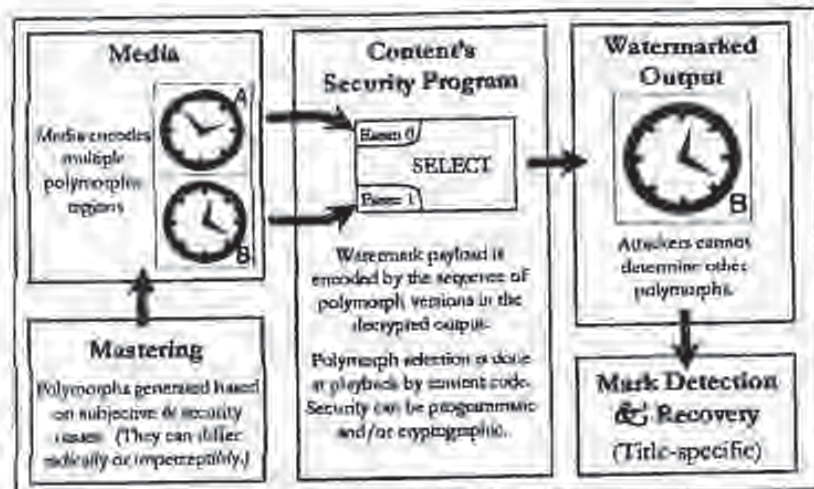 Media
Media encodes
multiple
polymorphic
regions
A
B
Mastering
Polymorphs generated based
on subjective & security
issues. (They can differ
radically or imperceptibly.)
Content's
Security Program
0
SELECT
1
Watermark payload is
encoded by the sequence of
polymorph versions in the
decrypted output.
Polymorph selection is done
at playback by content code.
Security can be programmatic
and/or cryptographic.
Watermarked
Output
B
Attackers cannot
determine other
polymorphs.
Mark Detection
& Recovery
(Title-specific)